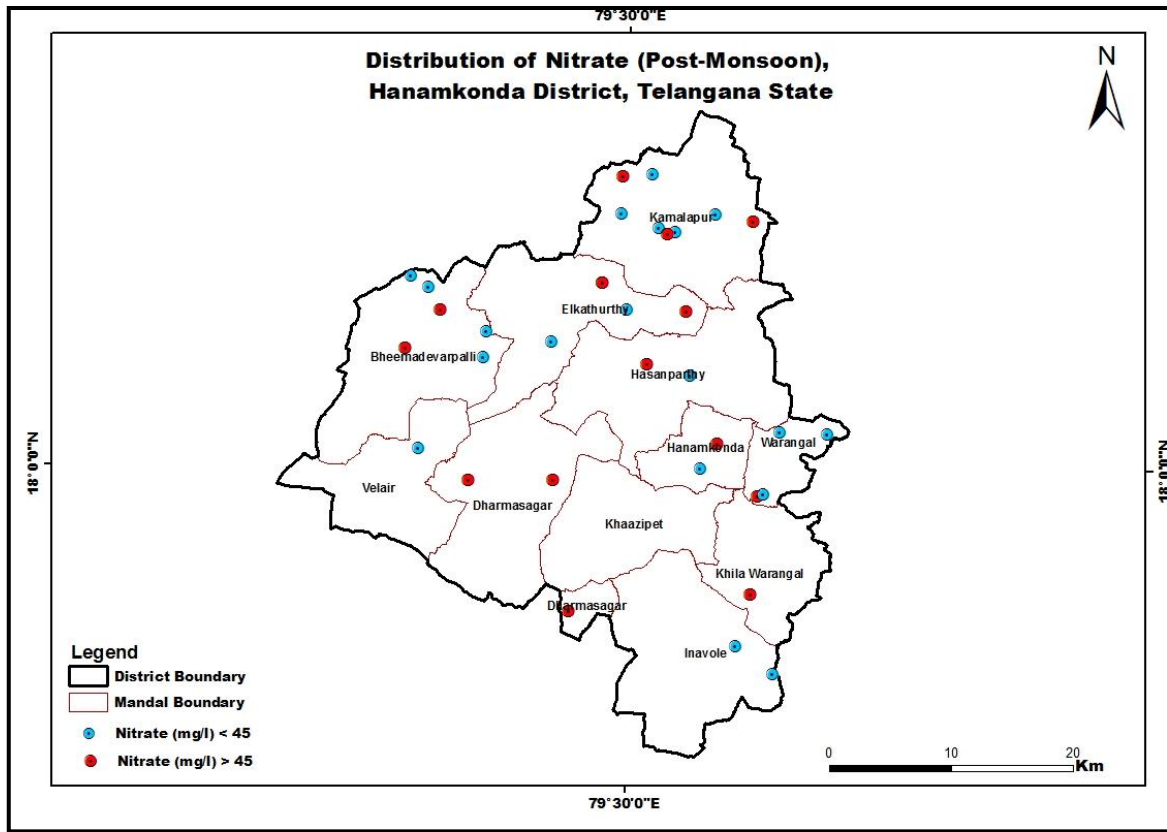 79°30'0"E
Distribution of Nitrate (Post-Monsoon),
Hanamkonda District, Telangana State
N
Kamalapur
Elkathurthy
Bheemadevarpalli
Hasanparthy
Hanamkonda
Warangal
18°0'0"N
18°0'0"N
Velair
Dharmasagar
Khaazipet
Khila Warangal
Dharmasagar
Inavole
Legend
District Boundary
Mandal Boundary
Nitrate (mg/l) < 45
Nitrate (mg/l) > 45
0 10 20
Km
79°30'0"E